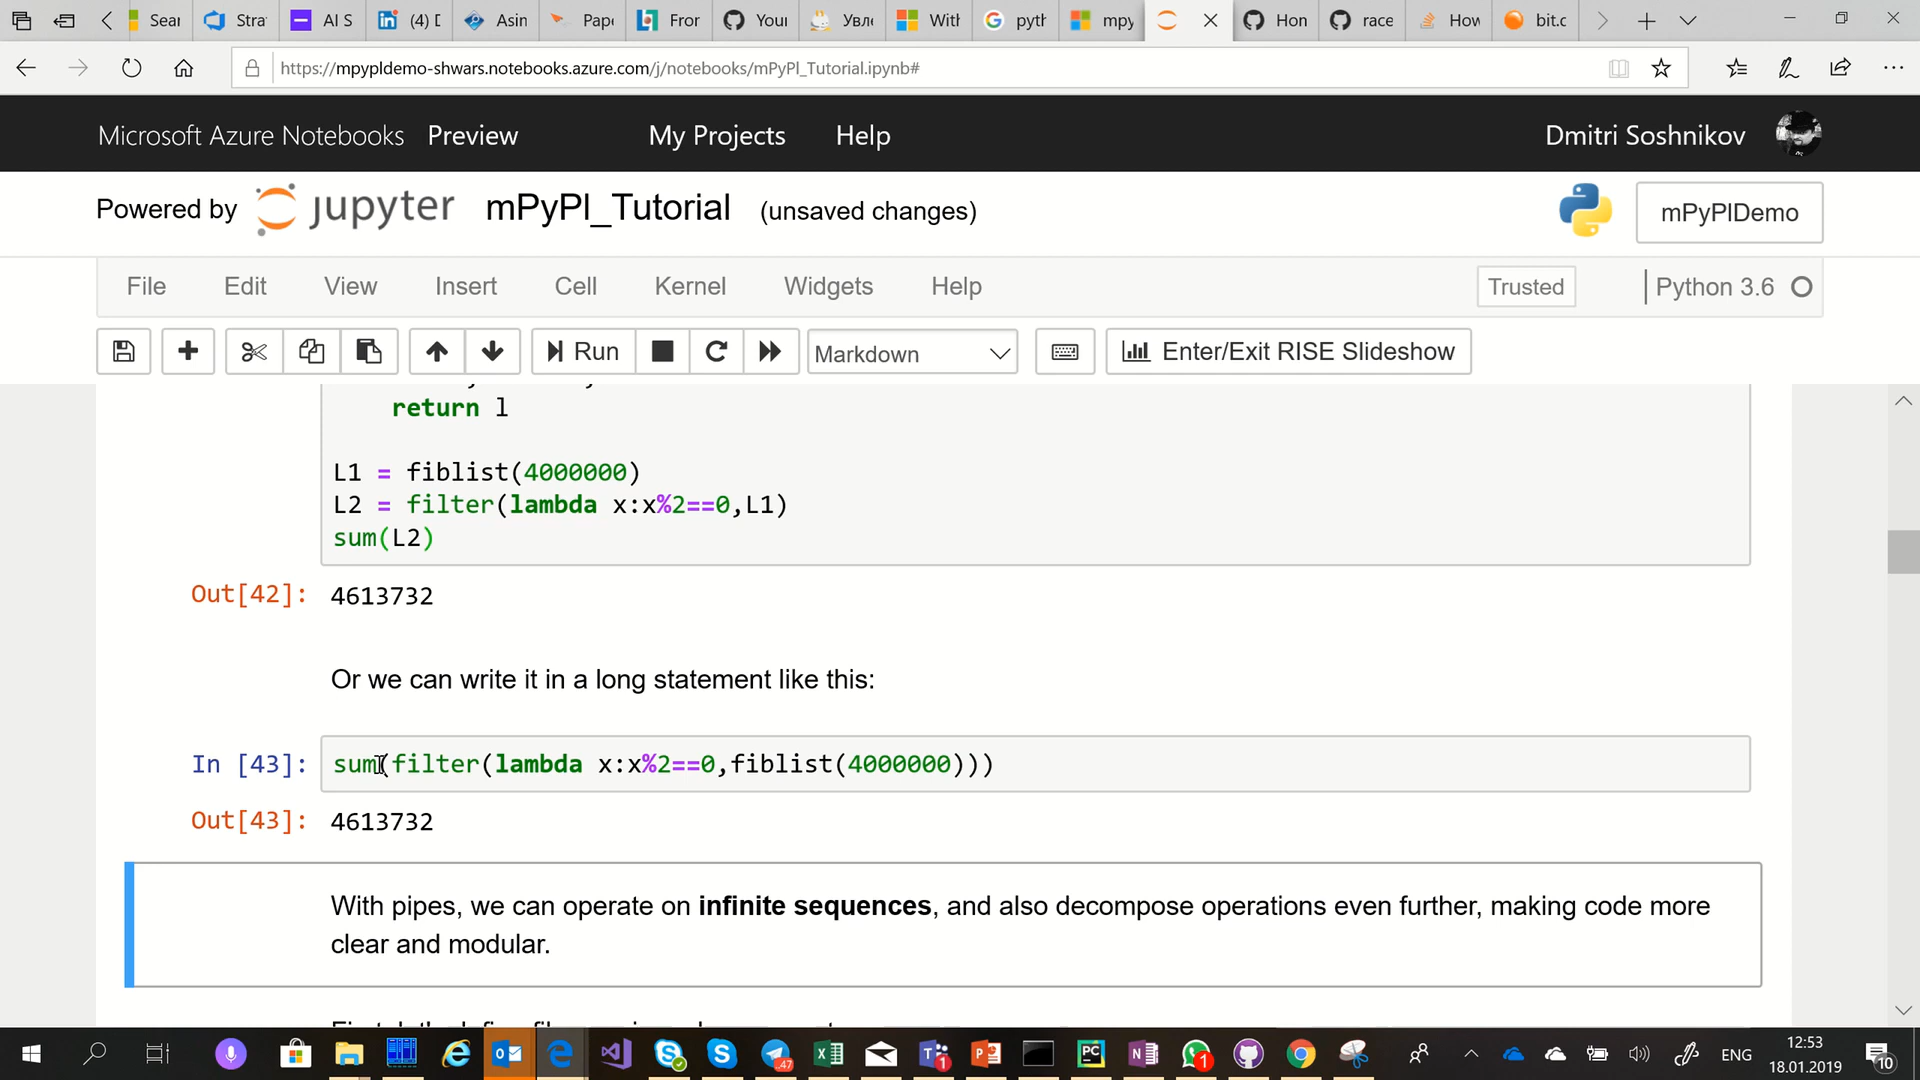 Sear
Stra
AI S
(4) D
Asin
Pape
Fron
Your
Увле
With
pyth
mpy
Hon
race
How
bit.c
https://mpypldemo-shwars.notebooks.azure.com/j/notebooks/mPyPl_Tutorial.ipynb#
Microsoft Azure Notebooks Preview My Projects Help Dmitri Soshnikov
Powered by jupyter mPyPl_Tutorial (unsaved changes) mPyPlDemo
File Edit View Insert Cell Kernel Widgets Help Trusted Python 3.6
Run Markdown Enter/Exit RISE Slideshow
return l
L1 = fiblist(4000000)
L2 = filter(lambda x:x%2==0,L1)
sum(L2)
Out[42]: 4613732
Or we can write it in a long statement like this:
In [43]: sum(filter(lambda x:x%2==0,fiblist(4000000)))
Out[43]: 4613732
With pipes, we can operate on infinite sequences, and also decompose operations even further, making code more
clear and modular.
ENG
12:53
18.01.2019
10